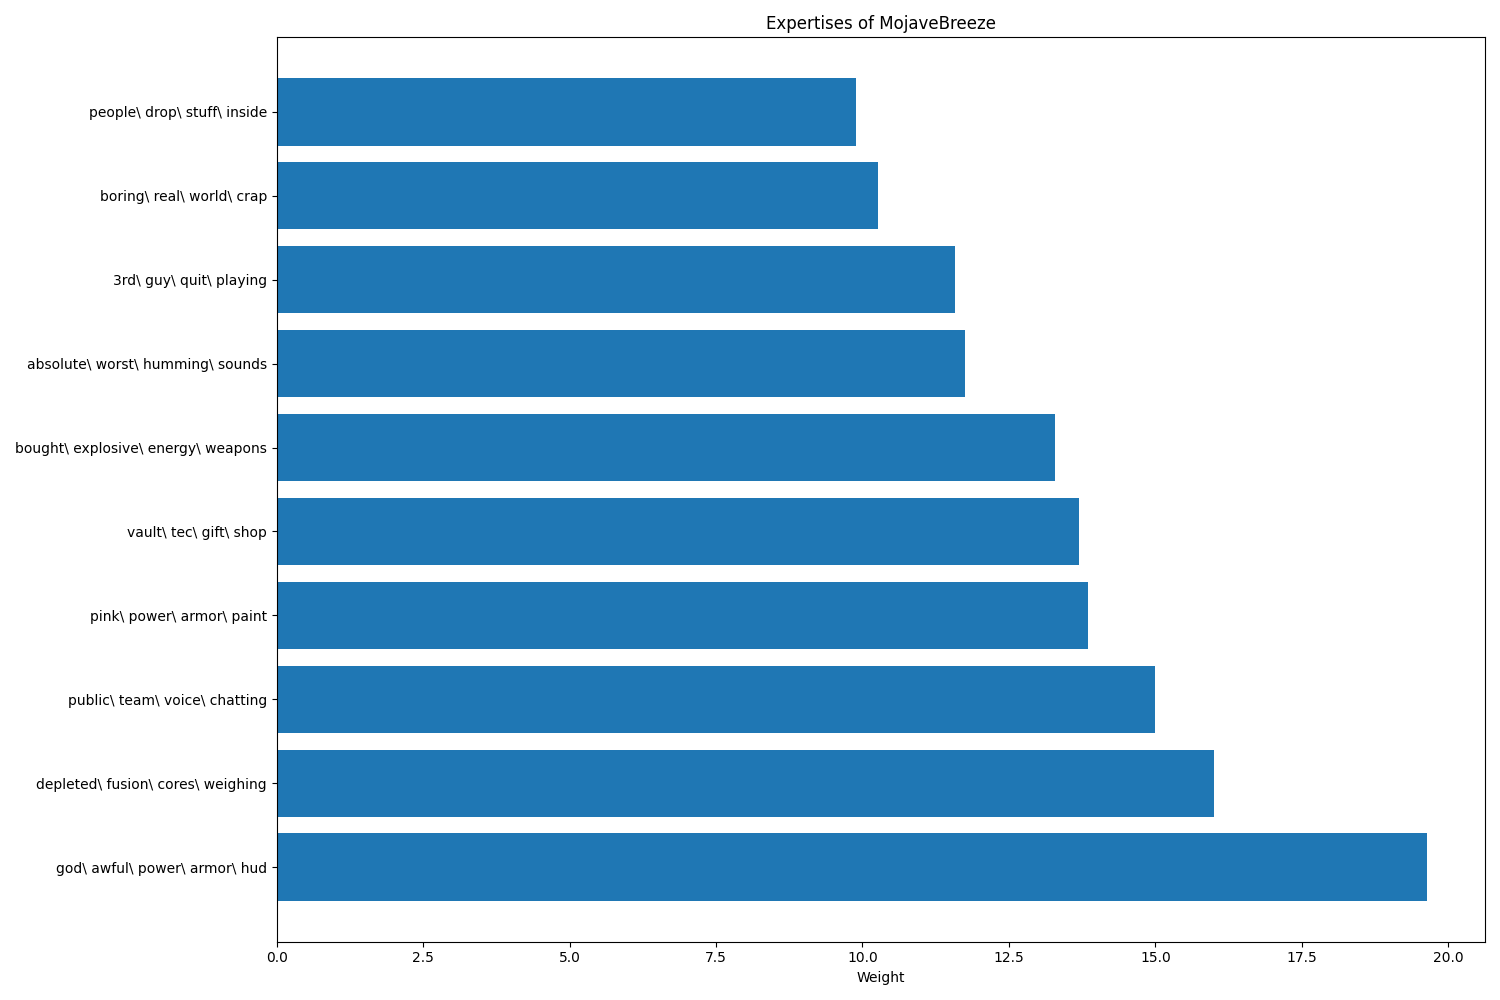 Expertises of MojaveBreeze
people\ drop\ stuff\ inside
boring\ real\ world\ crap
3rd\ guy\ quit\ playing
absolute\ worst\ humming\ sounds
bought\ explosive\ energy\ weapons
vault\ tec\ gift\ shop
pink\ power\ armor\ paint
public\ team\ voice\ chatting
depleted\ fusion\ cores\ weighing
god\ awful\ power\ armor\ hud
0.0 2.5 5.0 7.5 10.0 12.5 15.0 17.5 20.0
Weight